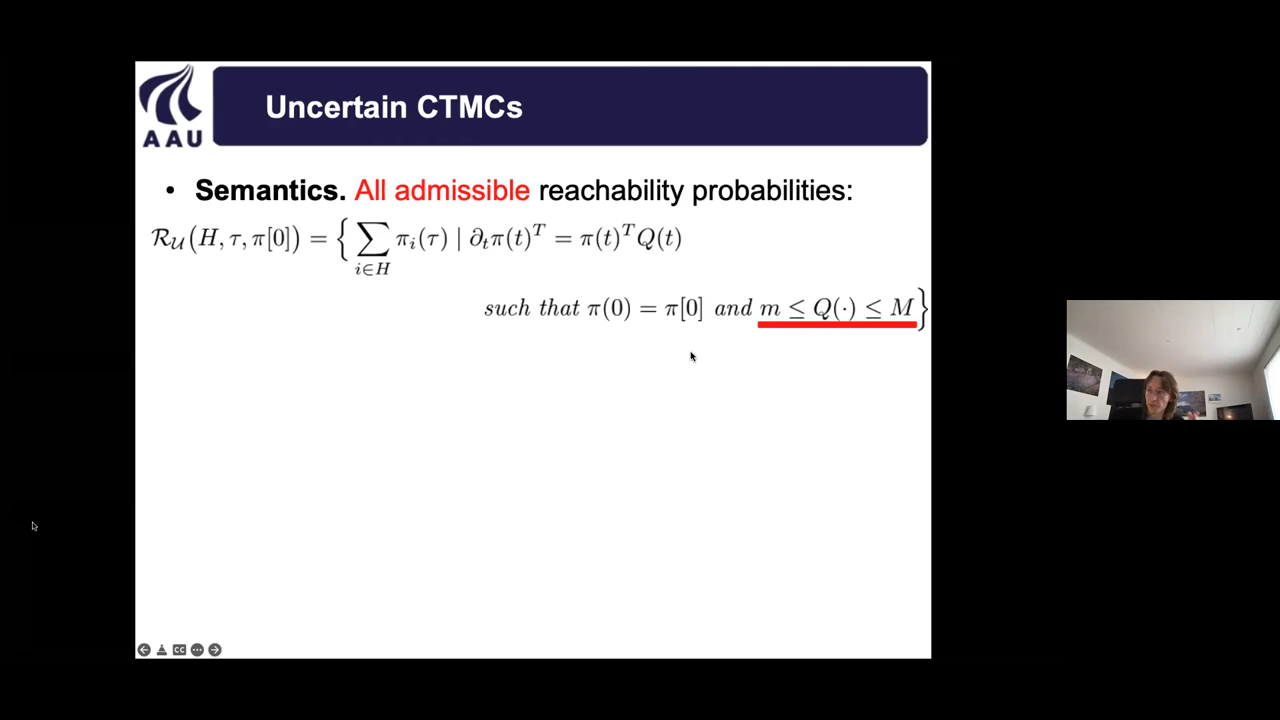 AAU
Uncertain CTMCs
• Semantics. All admissible reachability probabilities:
$\mathcal{R}_{\mathcal{U}}(H, \tau, \pi[0]) = \{ \sum_{i \in H} \pi_i(\tau) \mid \partial_t \pi(t)^T = \pi(t)^T Q(t)$
$such\ that\ \pi(0) = \pi[0]\ and\ m \leq Q(\cdot) \leq M \}$
CC